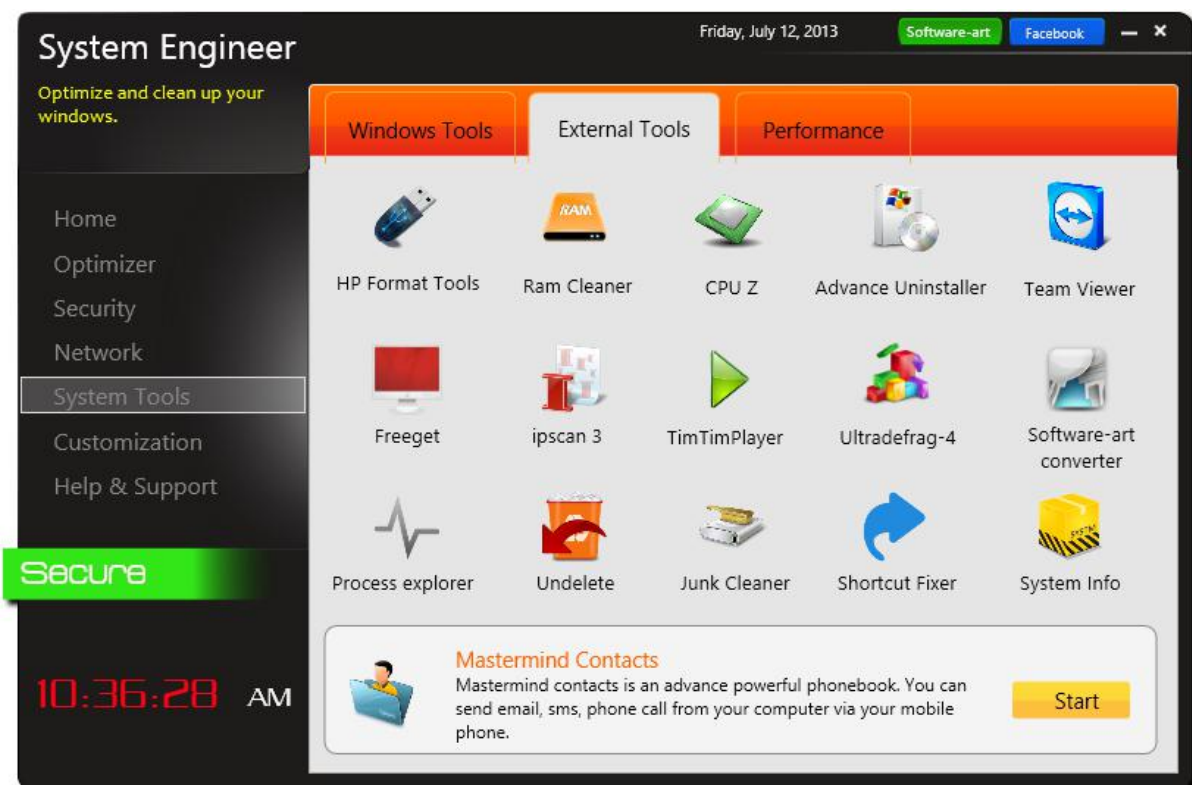 System Engineer
Friday, July 12, 2013
Software-art
Facebook
Optimize and clean up your
windows.
Windows Tools
External Tools
Performance
Home
Optimizer
Security
Network
System Tools
Customization
Help & Support
Secure
10:36:28 AM
RAM
HP Format Tools
Ram Cleaner
CPU Z
Advance Uninstaller
Team Viewer
Freeget
ipscan 3
TimTimPlayer
Ultradefrag-4
Software-art
converter
SYSTEM
Process explorer
Undelete
Junk Cleaner
Shortcut Fixer
System Info
Mastermind Contacts
Mastermind contacts is an advance powerful phonebook. You can
send email, sms, phone call from your computer via your mobile
phone.
Start